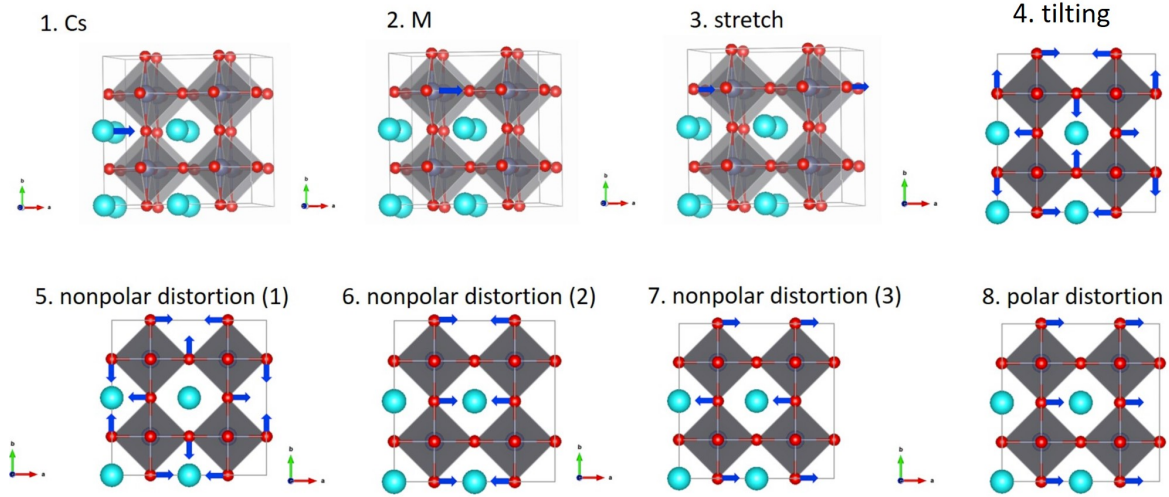 1. Cs
2. M
3. stretch
4. tilting
b
a
b
a
b
a
b
a
5. nonpolar distortion (1)
6. nonpolar distortion (2)
7. nonpolar distortion (3)
8. polar distortion
b
a
b
a
b
a
b
a